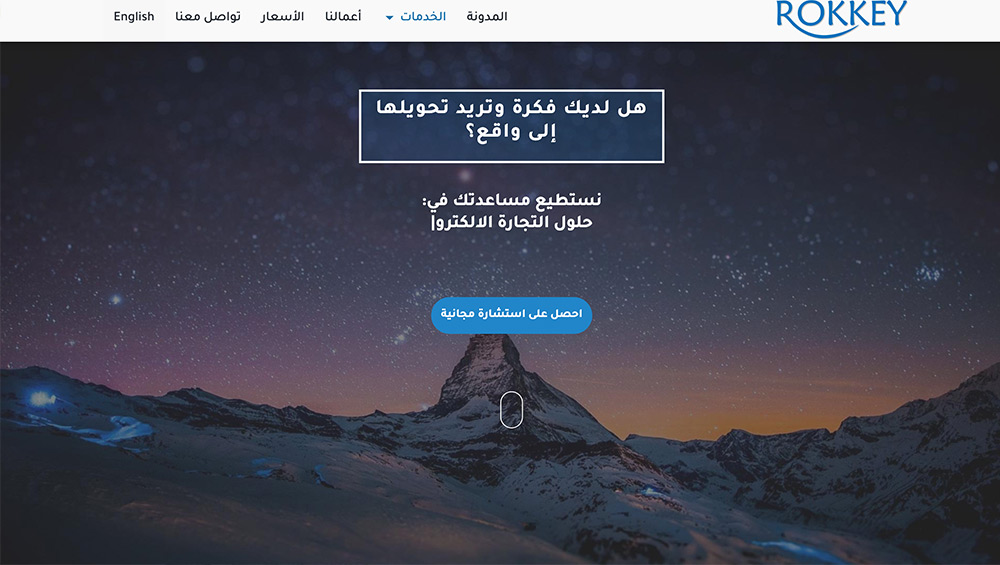 ROKKEY
المدونة
الخدمات
أعمالنا
الأسعار
تواصل معنا
English
هل لديك فكرة وتريد تحويلها
إلى واقع؟
نستطيع مساعدتك في:
حلول التجارة الالكترو|
احصل على استشارة مجانية